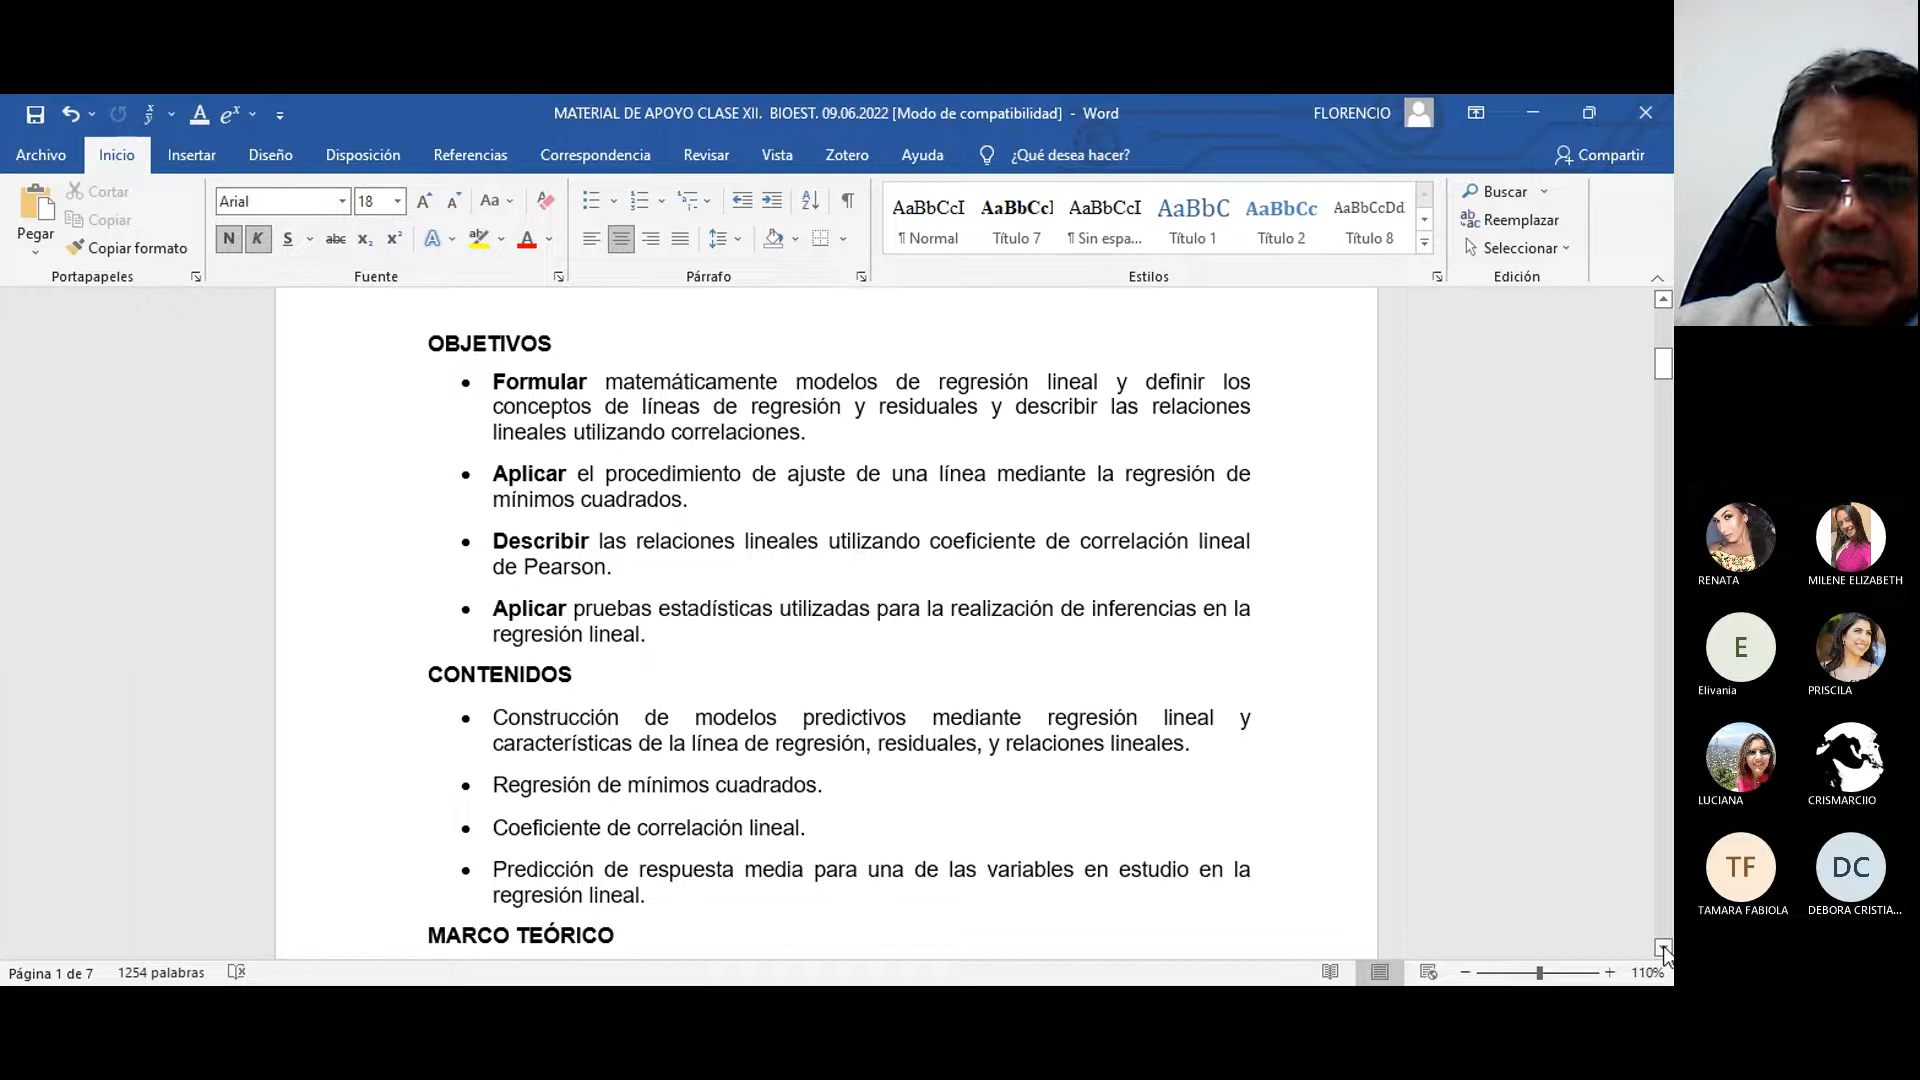 MATERIAL DE APOYO CLASE XII.  BIOEST. 09.06.2022 [Modo de compatibilidad]  -  Word
FLORENCIO
Archivo
Inicio
Insertar
Diseño
Disposición
Referencias
Correspondencia
Revisar
Vista
Zotero
Ayuda
¿Qué desea hacer?
Compartir
Pegar
Cortar
Copiar
Copiar formato
Portapapeles
Arial
18
Aa
N K S abc x₂ x²
Fuente
Párrafo
AaBbCcI
¶ Normal
AaBbCcI
Título 7
AaBbCcI
¶ Sin espa...
AaBbC
Título 1
AaBbCc
Título 2
AaBbCcDd
Título 8
Estilos
Buscar
Reemplazar
Seleccionar
Edición
OBJETIVOS
• Formular matemáticamente modelos de regresión lineal y definir los
conceptos de líneas de regresión y residuales y describir las relaciones
lineales utilizando correlaciones.
• Aplicar el procedimiento de ajuste de una línea mediante la regresión de
mínimos cuadrados.
• Describir las relaciones lineales utilizando coeficiente de correlación lineal
de Pearson.
• Aplicar pruebas estadísticas utilizadas para la realización de inferencias en la
regresión lineal.
CONTENIDOS
• Construcción de modelos predictivos mediante regresión lineal y
características de la línea de regresión, residuales, y relaciones lineales.
• Regresión de mínimos cuadrados.
• Coeficiente de correlación lineal.
• Predicción de respuesta media para una de las variables en estudio en la
regresión lineal.
MARCO TEÓRICO
Página 1 de 7
1254 palabras
110%
RENATA
MILENE ELIZABETH
E
Elivania
PRISCILA
LUCIANA
CRISMARCIIO
TF
TAMARA FABIOLA
DC
DEBORA CRISTIA...